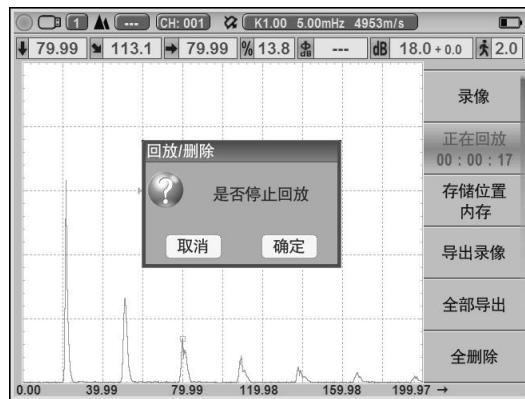 1 --- CH: 001 K1.00 5.00mHz 4953m/s
79.99 113.1 79.99 % 13.8 dB --- dB 18.0 + 0.0 2.0
回放/删除
是否停止回放
取消 确定
录像
正在回放
00 : 00 : 17
存储位置
内存
导出录像
全部导出
全删除
0.00 39.99 79.99 119.98 159.98 199.97 →